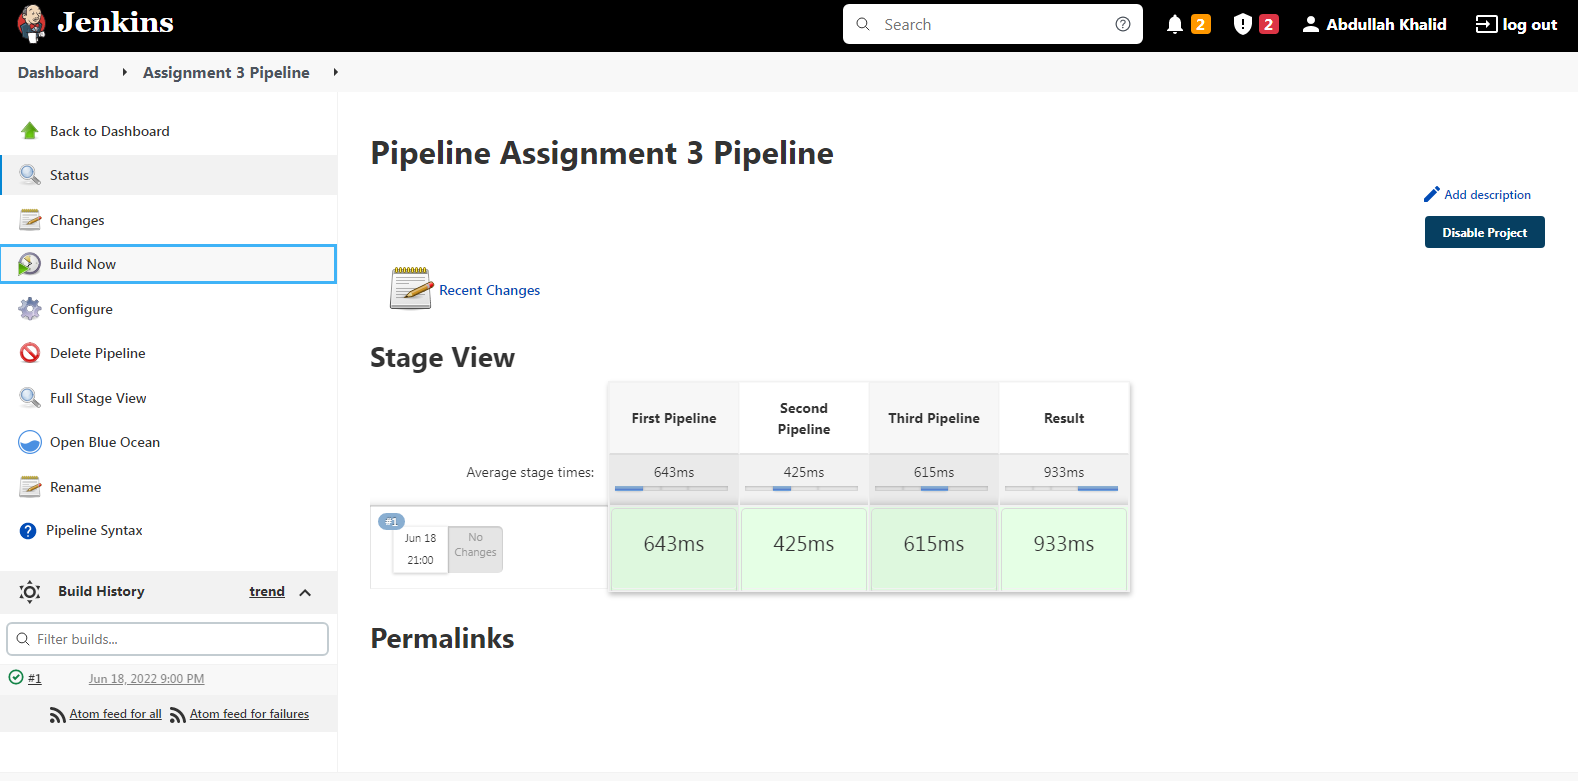 Jenkins
Search
2
2
Abdullah Khalid
log out
Dashboard
Assignment 3 Pipeline
Back to Dashboard
Status
Changes
Build Now
Configure
Delete Pipeline
Full Stage View
Open Blue Ocean
Rename
Pipeline Syntax
Build History
trend
Filter builds...
#1
Jun 18, 2022 9:00 PM
Atom feed for all
Atom feed for failures
Pipeline Assignment 3 Pipeline
Add description
Disable Project
Recent Changes
Stage View
First Pipeline
Second
Pipeline
Third Pipeline
Result
Average stage times:
643ms
425ms
615ms
933ms
#1
Jun 18
21:00
No
Changes
643ms
425ms
615ms
933ms
Permalinks